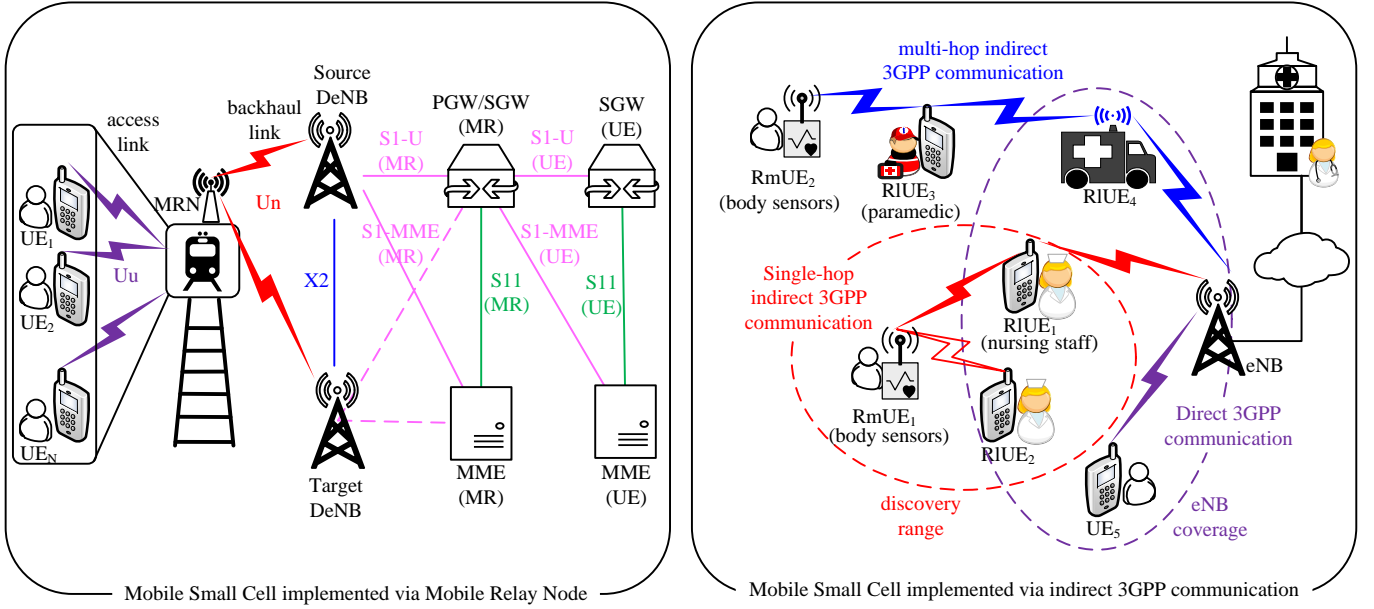 Source
DeNB
backhaul
link
access
link
PGW/SGW
(MR)
SGW
(UE)
S1-U
(MR)
S1-U
(UE)
MRN
Un
UE1
Uu
UE2
UEN
X2
S1-MME
(MR)
S1-MME
(UE)
S11
(MR)
S11
(UE)
Target
DeNB
MME
(MR)
MME
(UE)
Mobile Small Cell implemented via Mobile Relay Node
multi-hop indirect
3GPP communication
RmUE2
(body sensors)
RlUE3
(paramedic)
RlUE4
Single-hop
indirect 3GPP
communication
RlUE1
(nursing staff)
RmUE1
(body sensors)
RlUE2
eNB
Direct 3GPP
communication
UE5
discovery
range
eNB
coverage
Mobile Small Cell implemented via indirect 3GPP communication